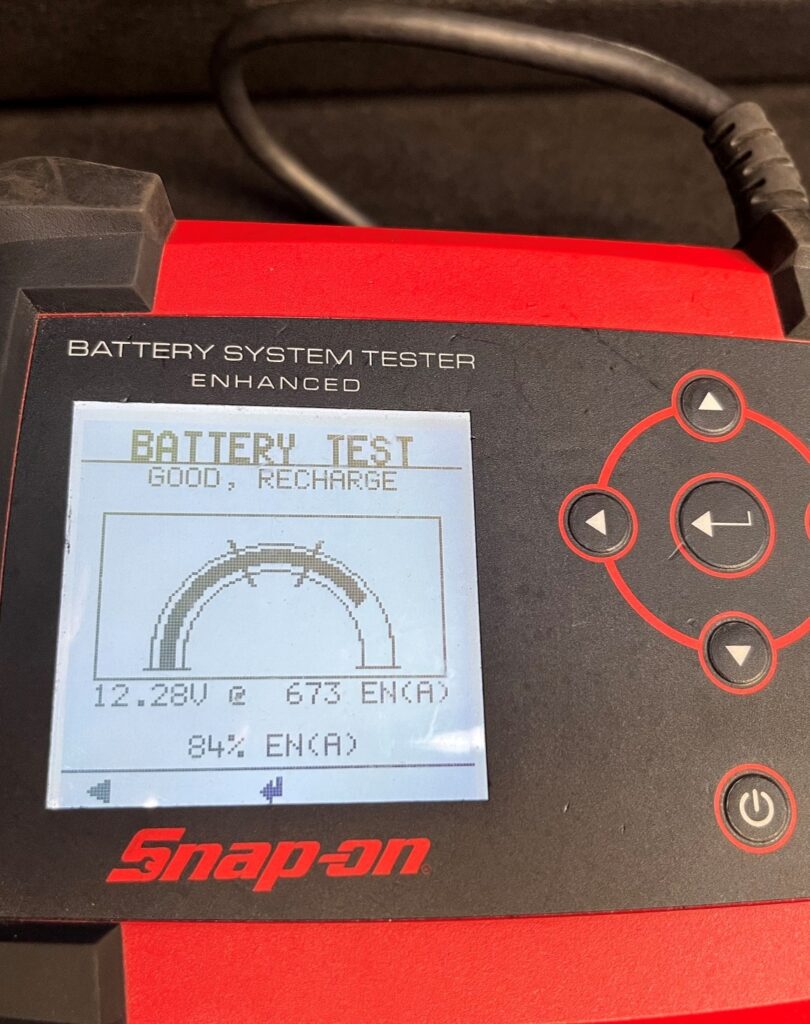 BATTERY SYSTEM TESTER
ENHANCED
BATTERY TEST
GOOD, RECHARGE
12.28V @ 673 EN(A)
84% EN(A)
Snap-on